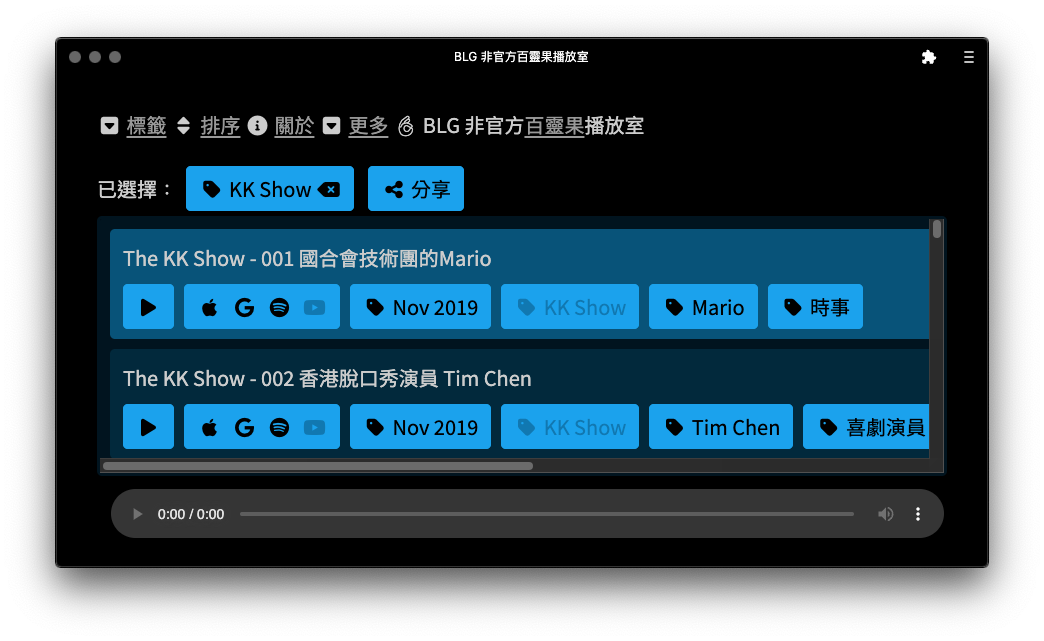 BLG 非官方百靈果播放室
標籤 排序 關於 更多 BLG 非官方百靈果播放室
已選擇： KK Show 分享
The KK Show - 001 國合會技術團的Mario
Nov 2019 KK Show Mario 時事
The KK Show - 002 香港脫口秀演員 Tim Chen
Nov 2019 KK Show Tim Chen 喜劇演員
0:00 / 0:00